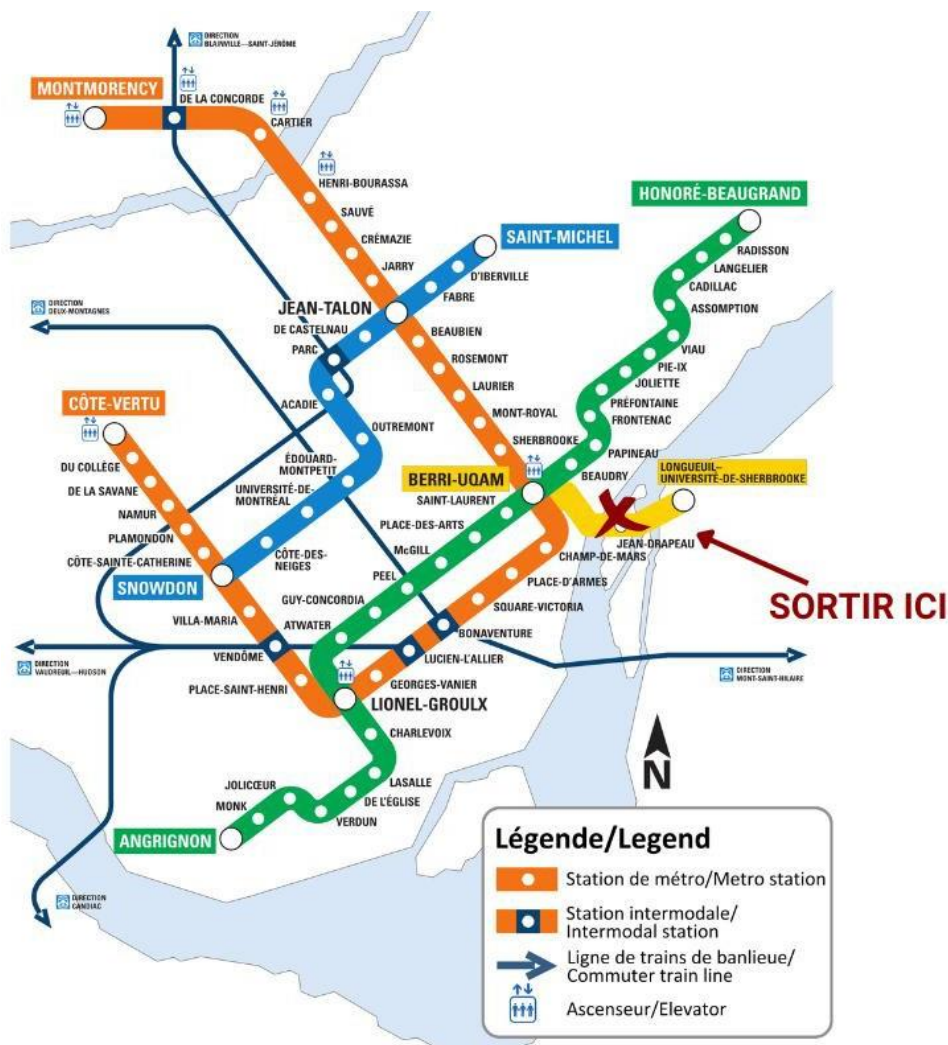 DIRECTION
BLAINVILLE—SAINT-JÉRÔME
MONTMORENCY
DE LA CONCORDE
CARTIER
HENRI-BOURASSA
SAUVÉ
CRÉMAZIE
JARRY
HONORÉ-BEAUGRAND
RADISSON
LANGELIER
CADILLAC
ASSOMPTION
VIAU
PIE-IX
JOLIETTE
PRÉFONTAINE
FRONTENAC
PAPINEAU
BEAUDRY
SAINT-MICHEL
D'IBERVILLE
FABRE
JEAN-TALON
DE CASTELNAU
PARC
ACADIE
OUTREMONT
ÉDOUARD-
MONTPETIT
UNIVERSITÉ-DE-
MONTRÉAL
CÔTE-DES-
NEIGES
SNOWDON
DIRECTION
DEUX-MONTAGNES
BEAUBIEN
ROSEMONT
LAURIER
MONT-ROYAL
SHERBROOKE
BERRI-UQAM
SAINT-LAURENT
PLACE-DES-ARTS
McGILL
PEEL
GUY-CONCORDIA
ATWATER
LONGUEUIL–
UNIVERSITÉ-DE-SHERBROOKE
JEAN-DRAPEAU
CHAMP-DE-MARS
PLACE-D'ARMES
SQUARE-VICTORIA
BONAVENTURE
LUCIEN-L'ALLIER
GEORGES-VANIER
LIONEL-GROULX
SORTIR ICI
CÔTE-VERTU
DU COLLÈGE
DE LA SAVANE
NAMUR
PLAMONDON
CÔTE-SAINTE-CATHERINE
VILLA-MARIA
VENDÔME
PLACE-SAINT-HENRI
DIRECTION
VAUDREUIL—HUDSON
DIRECTION
MONT-SAINT-HILAIRE
CHARLEVOIX
LASALLE
DE L'ÉGLISE
VERDUN
JOLICŒUR
MONK
ANGRIGNON
DIRECTION
CANDIAC
N
Légende/Legend
Station de métro/Metro station
Station intermodale/
Intermodal station
Ligne de trains de banlieue/
Commuter train line
Ascenseur/Elevator